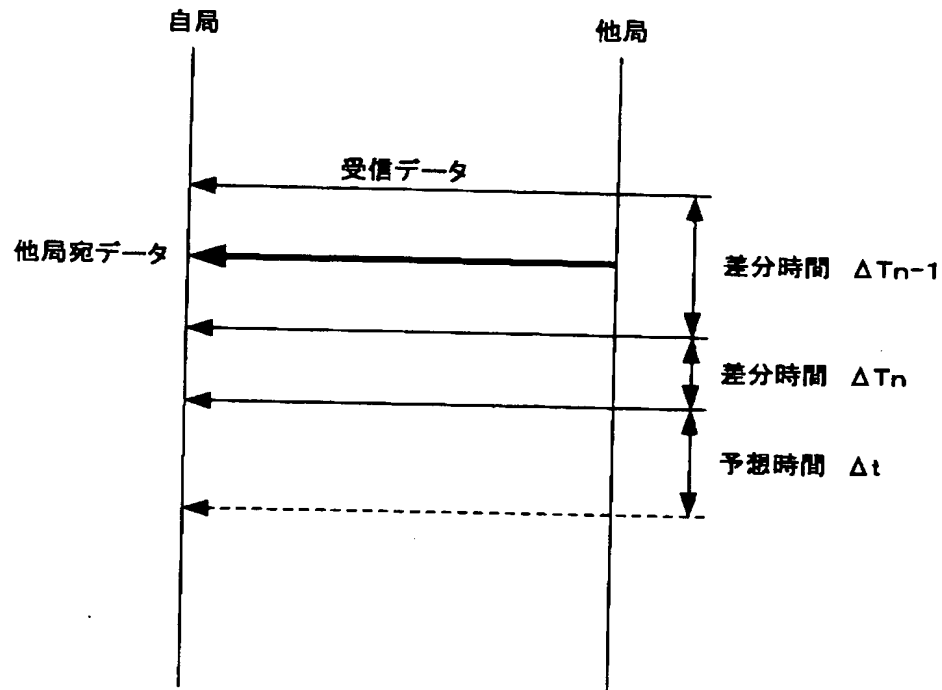 自局
他局
受信データ
他局宛データ
差分時間 ΔTn-1
差分時間 ΔTn
予想時間 Δt